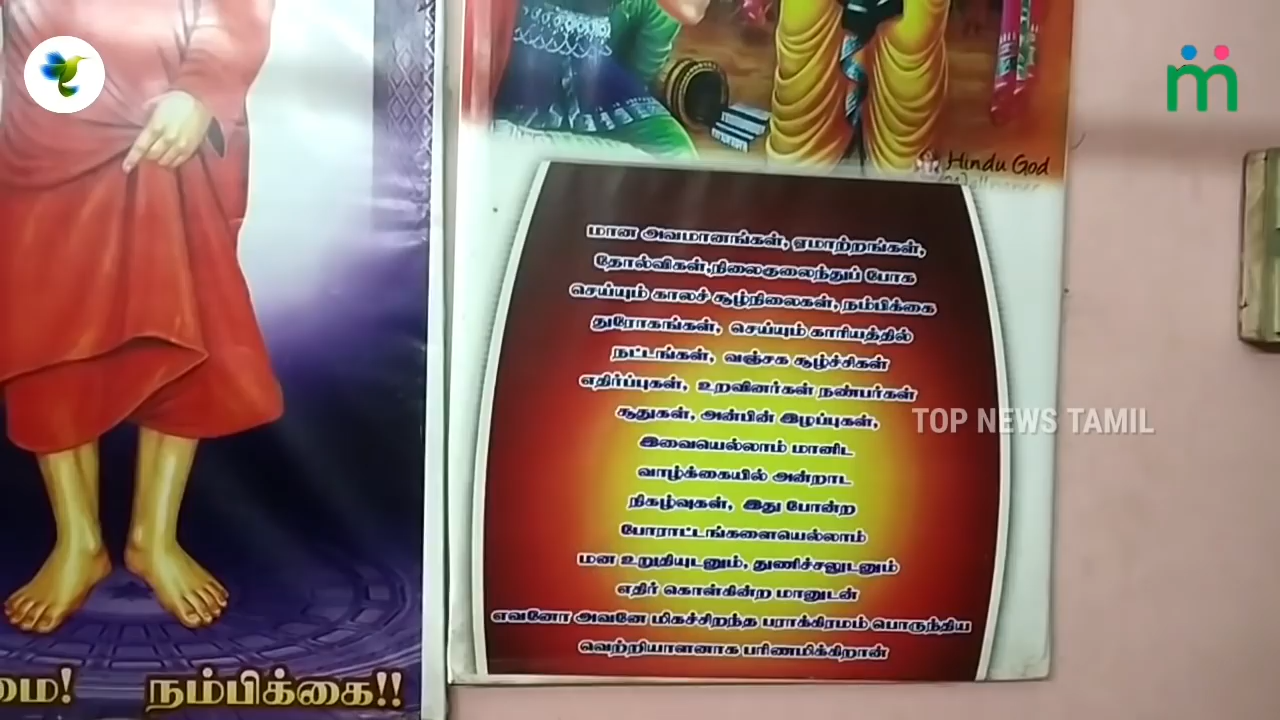 Hindu God
மான அவமானங்கள், ஏமாற்றங்கள்,
தோல்விகள்,நிலைகுலைந்துப் போக
செய்யும் காலச் சூழ்நிலைகள், நம்பிக்கை
துரோகங்கள், செய்யும் காரியத்தில்
நட்டங்கள், வஞ்சக சூழ்ச்சிகள்
எதிர்ப்புகள், உறவினர்கள் நண்பர்கள்
சூதுகள், அன்பின் இழப்புகள்,
இவையெல்லாம் மானிட
வாழ்க்கையில் அன்றாட
நிகழ்வுகள், இது போன்ற
போராட்டங்களையெல்லாம்
மன உறுதியுடனும், துணிச்சலுடனும்
எதிர் கொள்கின்ற மானுடன்
எவனோ அவனே மிகச்சிறந்த பராக்கிரமம் பொருந்திய
வெற்றியாளனாக பரிணமிக்கிறான்
TOP NEWS TAMIL
நம்பிக்கை!!